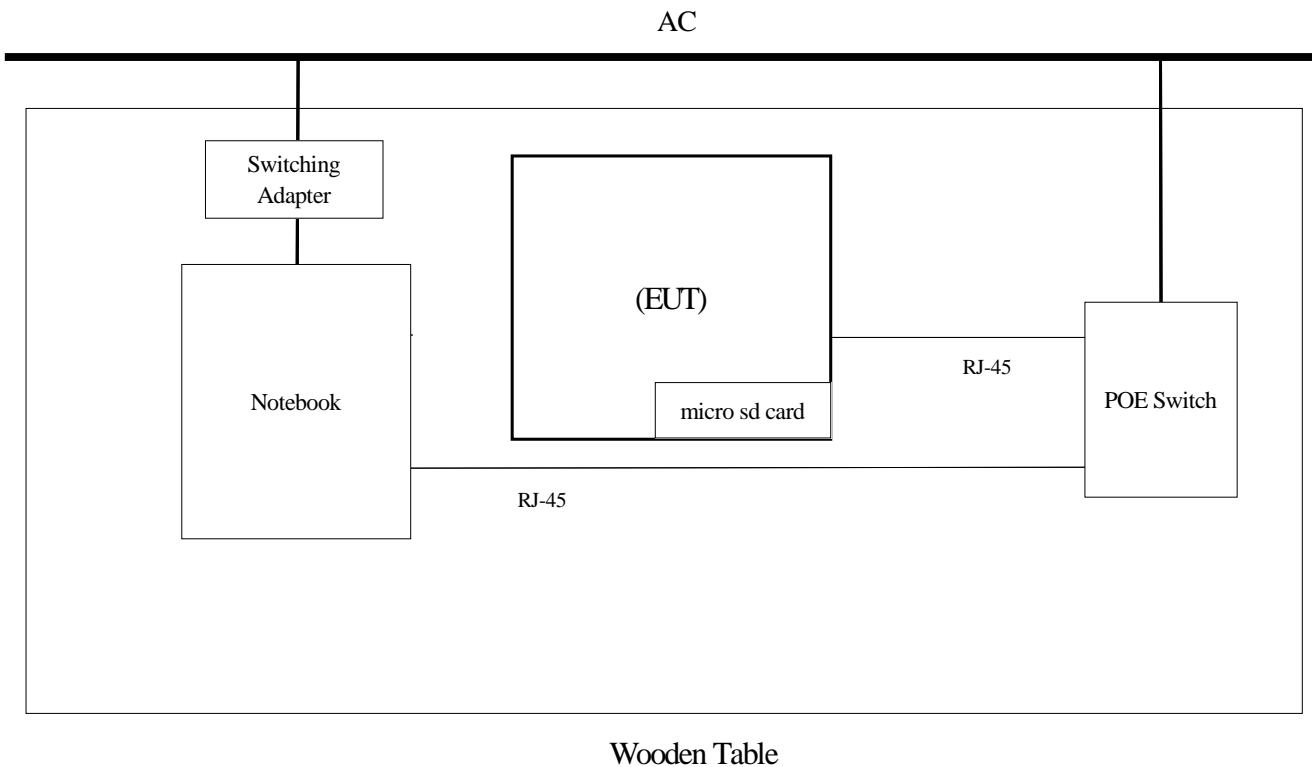 AC
Switching
Adapter
(EUT)
RJ-45
Notebook
micro sd card
POE Switch
RJ-45
Wooden Table